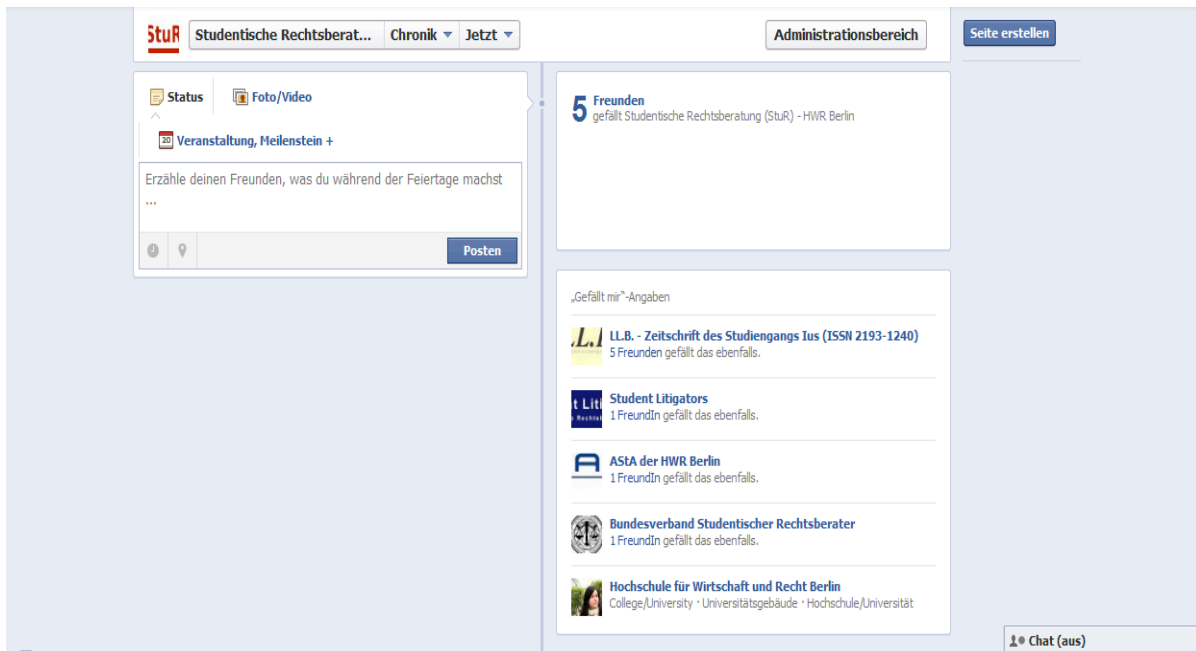 StuR
Studentische Rechtsberat... Chronik Jetzt
Administrationsbereich
Seite erstellen
Status Foto/Video
20 Veranstaltung, Meilenstein +
Erzähle deinen Freunden, was du während der Feiertage machst
...
Posten
5 Freunden
gefällt Studentische Rechtsberatung (StuR) - HWR Berlin
„Gefällt mir“-Angaben
L.I
LL.B. - Zeitschrift des Studiengangs Ius (ISSN 2193-1240)
5 Freunden gefällt das ebenfalls.
t Liti
Student Litigators
1 FreundIn gefällt das ebenfalls.
AStA der HWR Berlin
1 FreundIn gefällt das ebenfalls.
Bundesverband Studentischer Rechtsberater
1 FreundIn gefällt das ebenfalls.
Hochschule für Wirtschaft und Recht Berlin
College/University · Universitätsgebäude · Hochschule/Universität
Chat (aus)